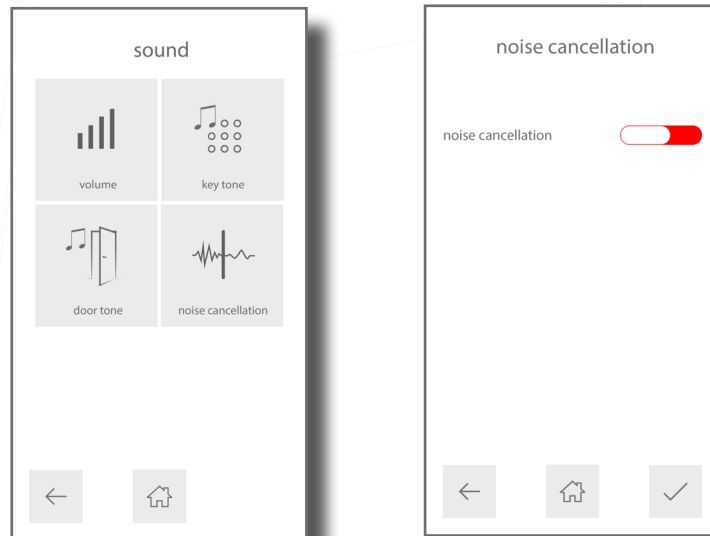 sound
volume
key tone
door tone
noise cancellation
noise cancellation
noise cancellation